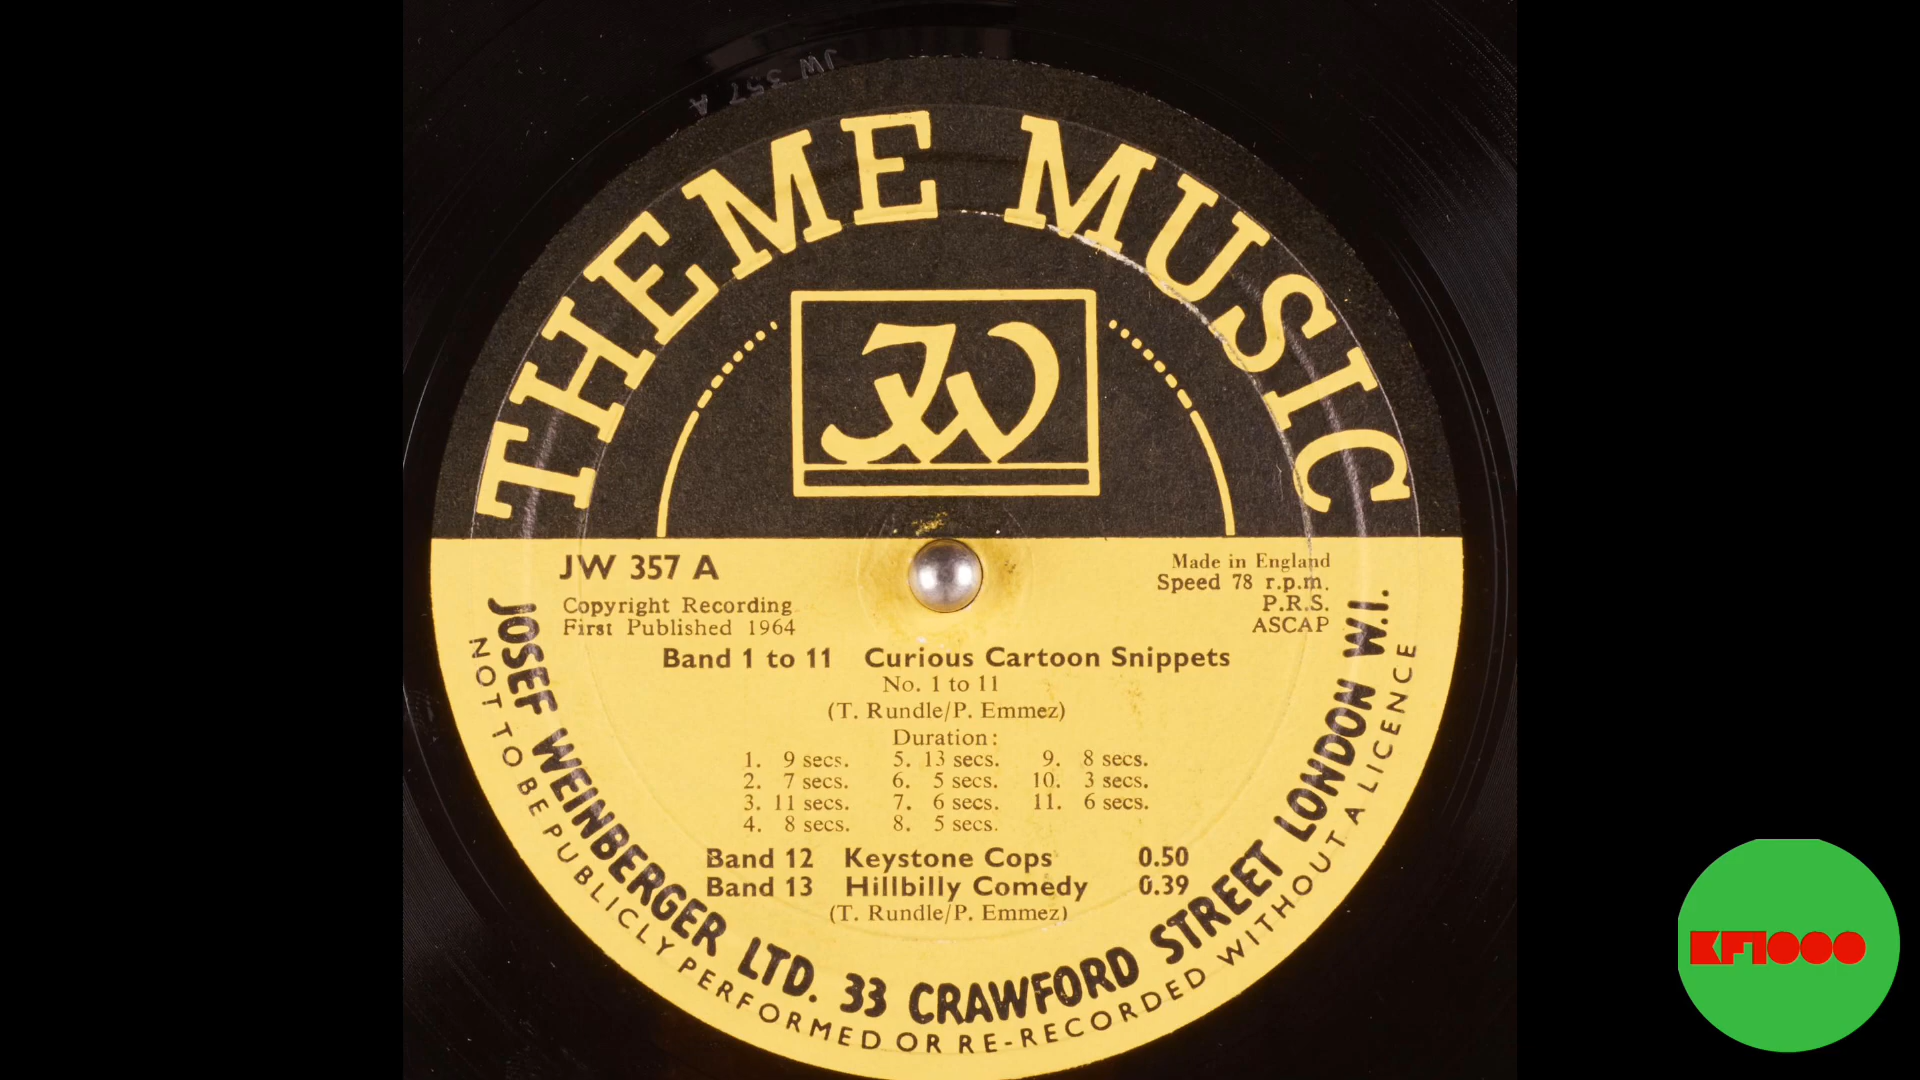 JW 357 A
THEME MUSIC
JW
JW 357 A
Copyright Recording
First Published 1964
Made in England
Speed 78 r.p.m.
P.R.S.
ASCAP
Band 1 to 11 Curious Cartoon Snippets
No. 1 to 11
(T. Rundle/P. Emmez)
Duration:
1. 9 secs. 5. 13 secs. 9. 8 secs.
2. 7 secs. 6. 5 secs. 10. 3 secs.
3. 11 secs. 7. 6 secs. 11. 6 secs.
4. 8 secs. 8. 5 secs.
Band 12 Keystone Cops 0.50
Band 13 Hillbilly Comedy 0.39
(T. Rundle/P. Emmez)
JOSEF WEINBERGER LTD. 33 CRAWFORD STREET LONDON W.I.
NOT TO BE PUBLICLY PERFORMED OR RE-RECORDED WITHOUT A LICENCE
KF1000